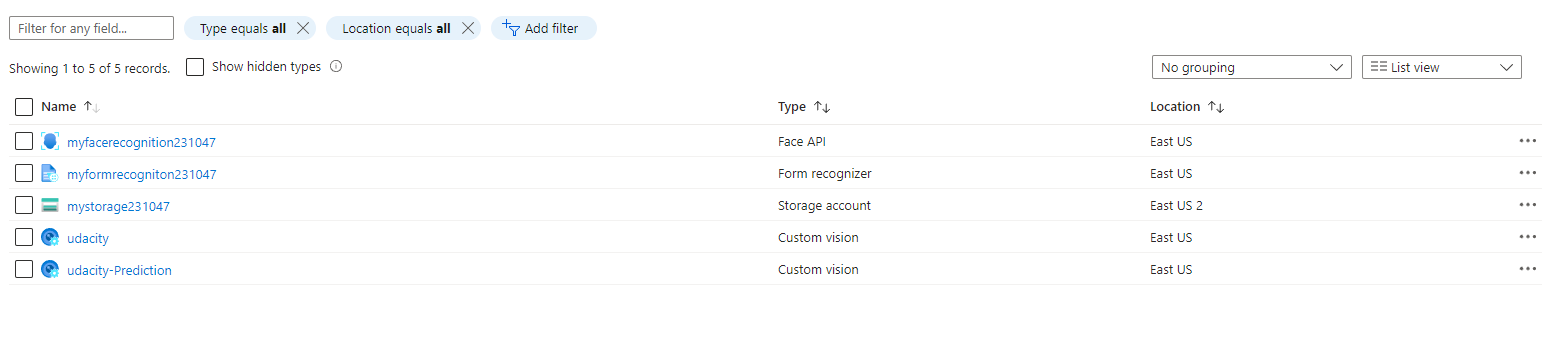 Filter for any field... Type equals all Location equals all Add filter
Showing 1 to 5 of 5 records. Show hidden types No grouping List view
Name Type Location
myfacerecognition231047 Face API East US
myformrecogniton231047 Form recognizer East US
mystorage231047 Storage account East US 2
udacity Custom vision East US
udacity-Prediction Custom vision East US